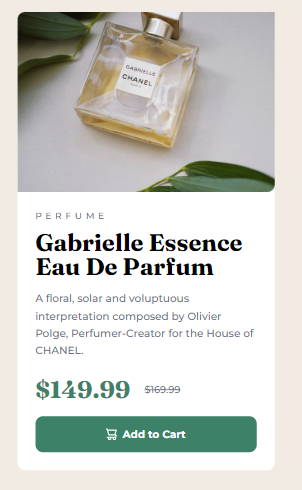 GABRIELLE
CHANEL
PERFUME
Gabrielle Essence
Eau De Parfum
A floral, solar and voluptuous
interpretation composed by Olivier
Polge, Perfumer-Creator for the House of
CHANEL.
$149.99 $169.99
Add to Cart